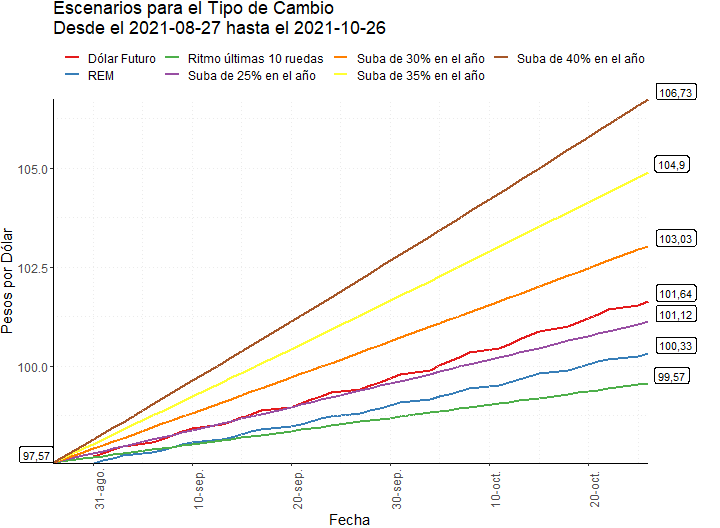 Escenarios para el Tipo de Cambio
Desde el 2021-08-27 hasta el 2021-10-26
Dólar Futuro
Ritmo últimas 10 ruedas
Suba de 30% en el año
Suba de 40% en el año
REM
Suba de 25% en el año
Suba de 35% en el año
106,73
104,9
103,03
101,64
101,12
100,33
99,57
97,57
105.0
102.5
100.0
Pesos por Dólar
31-ago.
10-sep.
20-sep.
30-sep.
10-oct.
20-oct.
Fecha